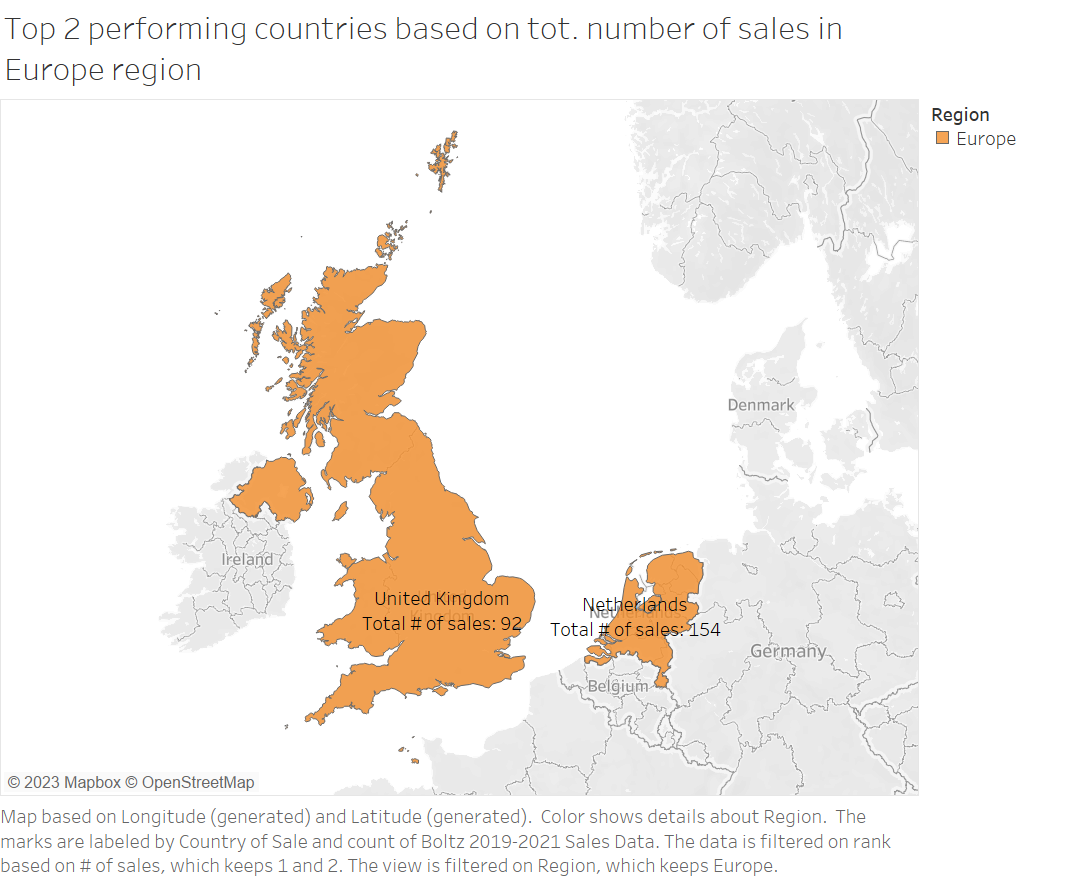 Top 2 performing countries based on tot. number of sales in
Europe region
Region
Europe
Denmark
Ireland
United Kingdom
Kingdom
Total # of sales: 92
Netherlands
Netherlands
Total # of sales: 154
Germany
Belgium
© 2023 Mapbox © OpenStreetMap
Map based on Longitude (generated) and Latitude (generated).  Color shows details about Region.  The
marks are labeled by Country of Sale and count of Boltz 2019-2021 Sales Data. The data is filtered on rank
based on # of sales, which keeps 1 and 2. The view is filtered on Region, which keeps Europe.